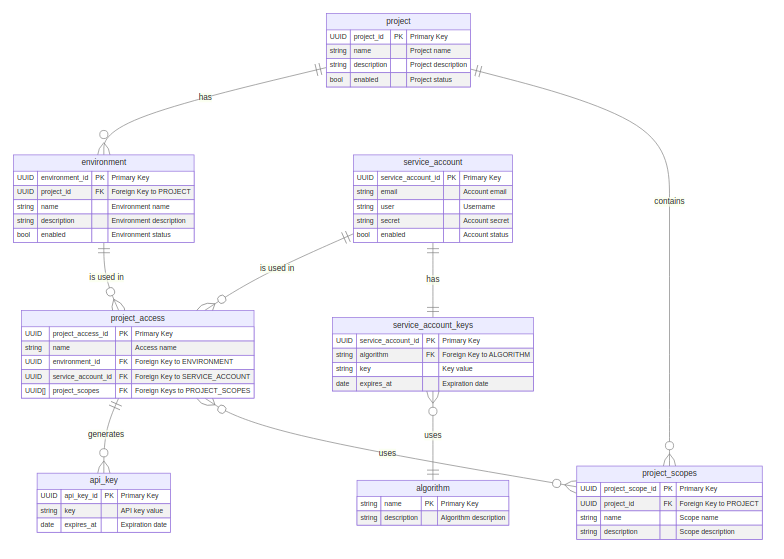 project
UUID project_id PK Primary Key
string name Project name
string description Project description
bool enabled Project status
has
contains
environment
UUID environment_id PK Primary Key
UUID project_id FK Foreign Key to PROJECT
string name Environment name
string description Environment description
bool enabled Environment status
service_account
UUID service_account_id PK Primary Key
string email Account email
string user Username
string secret Account secret
bool enabled Account status
is used in
is used in
has
project_access
UUID project_access_id PK Primary Key
string name Access name
UUID environment_id FK Foreign Key to ENVIRONMENT
UUID service_account_id FK Foreign Key to SERVICE_ACCOUNT
UUID[] project_scopes FK Foreign Keys to PROJECT_SCOPES
service_account_keys
UUID service_account_id PK Primary Key
string algorithm FK Foreign Key to ALGORITHM
string key Key value
date expires_at Expiration date
generates
uses
uses
api_key
UUID api_key_id PK Primary Key
string key API key value
date expires_at Expiration date
algorithm
string name PK Primary Key
string description Algorithm description
project_scopes
UUID project_scope_id PK Primary Key
UUID project_id FK Foreign Key to PROJECT
string name Scope name
string description Scope description